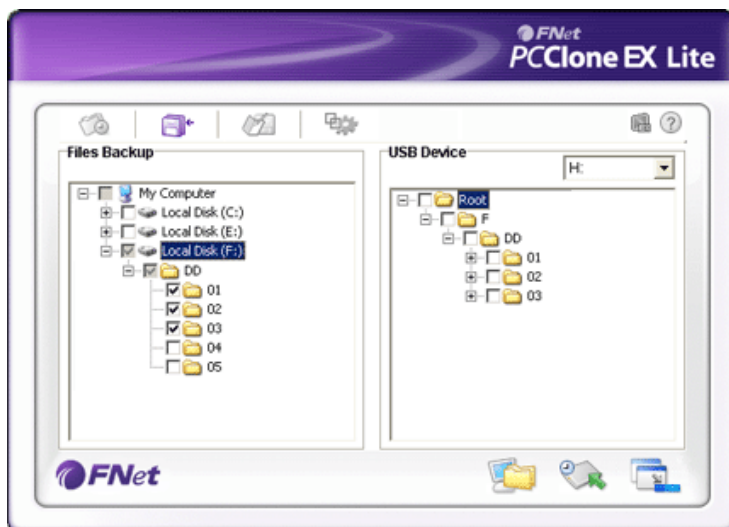 FNet
PCClone EX Lite
Files Backup
My Computer
Local Disk (C:)
Local Disk (E:)
Local Disk (F:)
DD
01
02
03
04
05
USB Device
H:
Root
F
DD
01
02
03
FNet